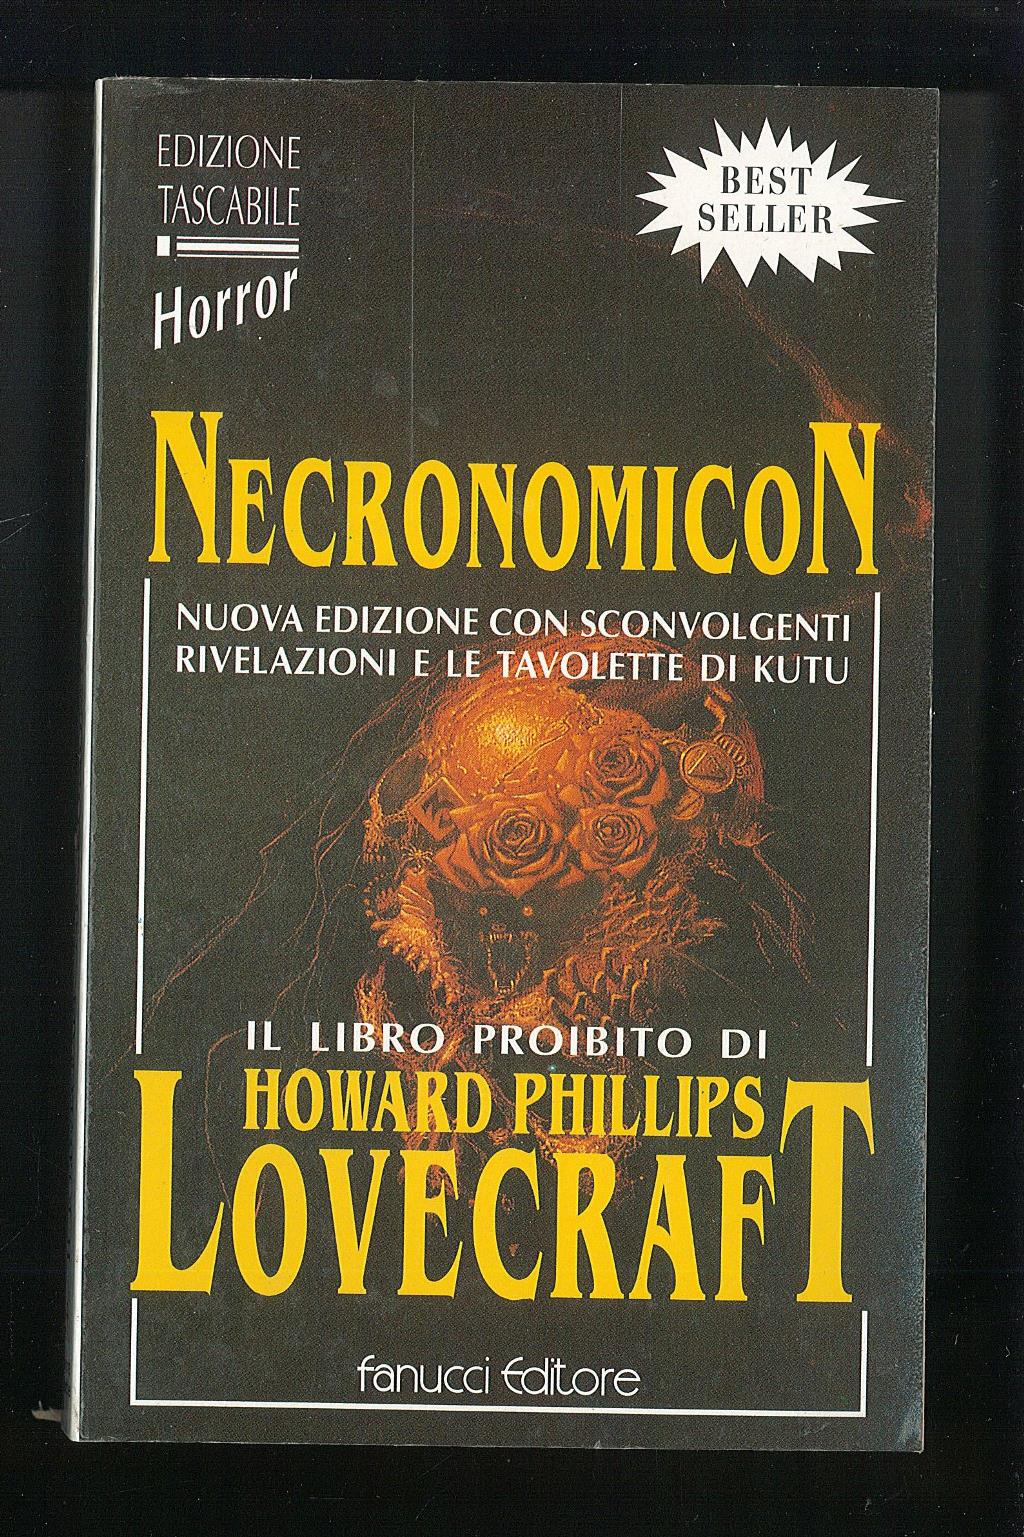 EDIZIONE
TASCABILE
Horror
BEST
SELLER
NECRONOMICON
NUOVA EDIZIONE CON SCONVOLGENTI
RIVELAZIONI E LE TAVOLETTE DI KUTU
IL LIBRO PROIBITO DI
HOWARD PHILLIPS
LOVECRAFT
fanucci Editore